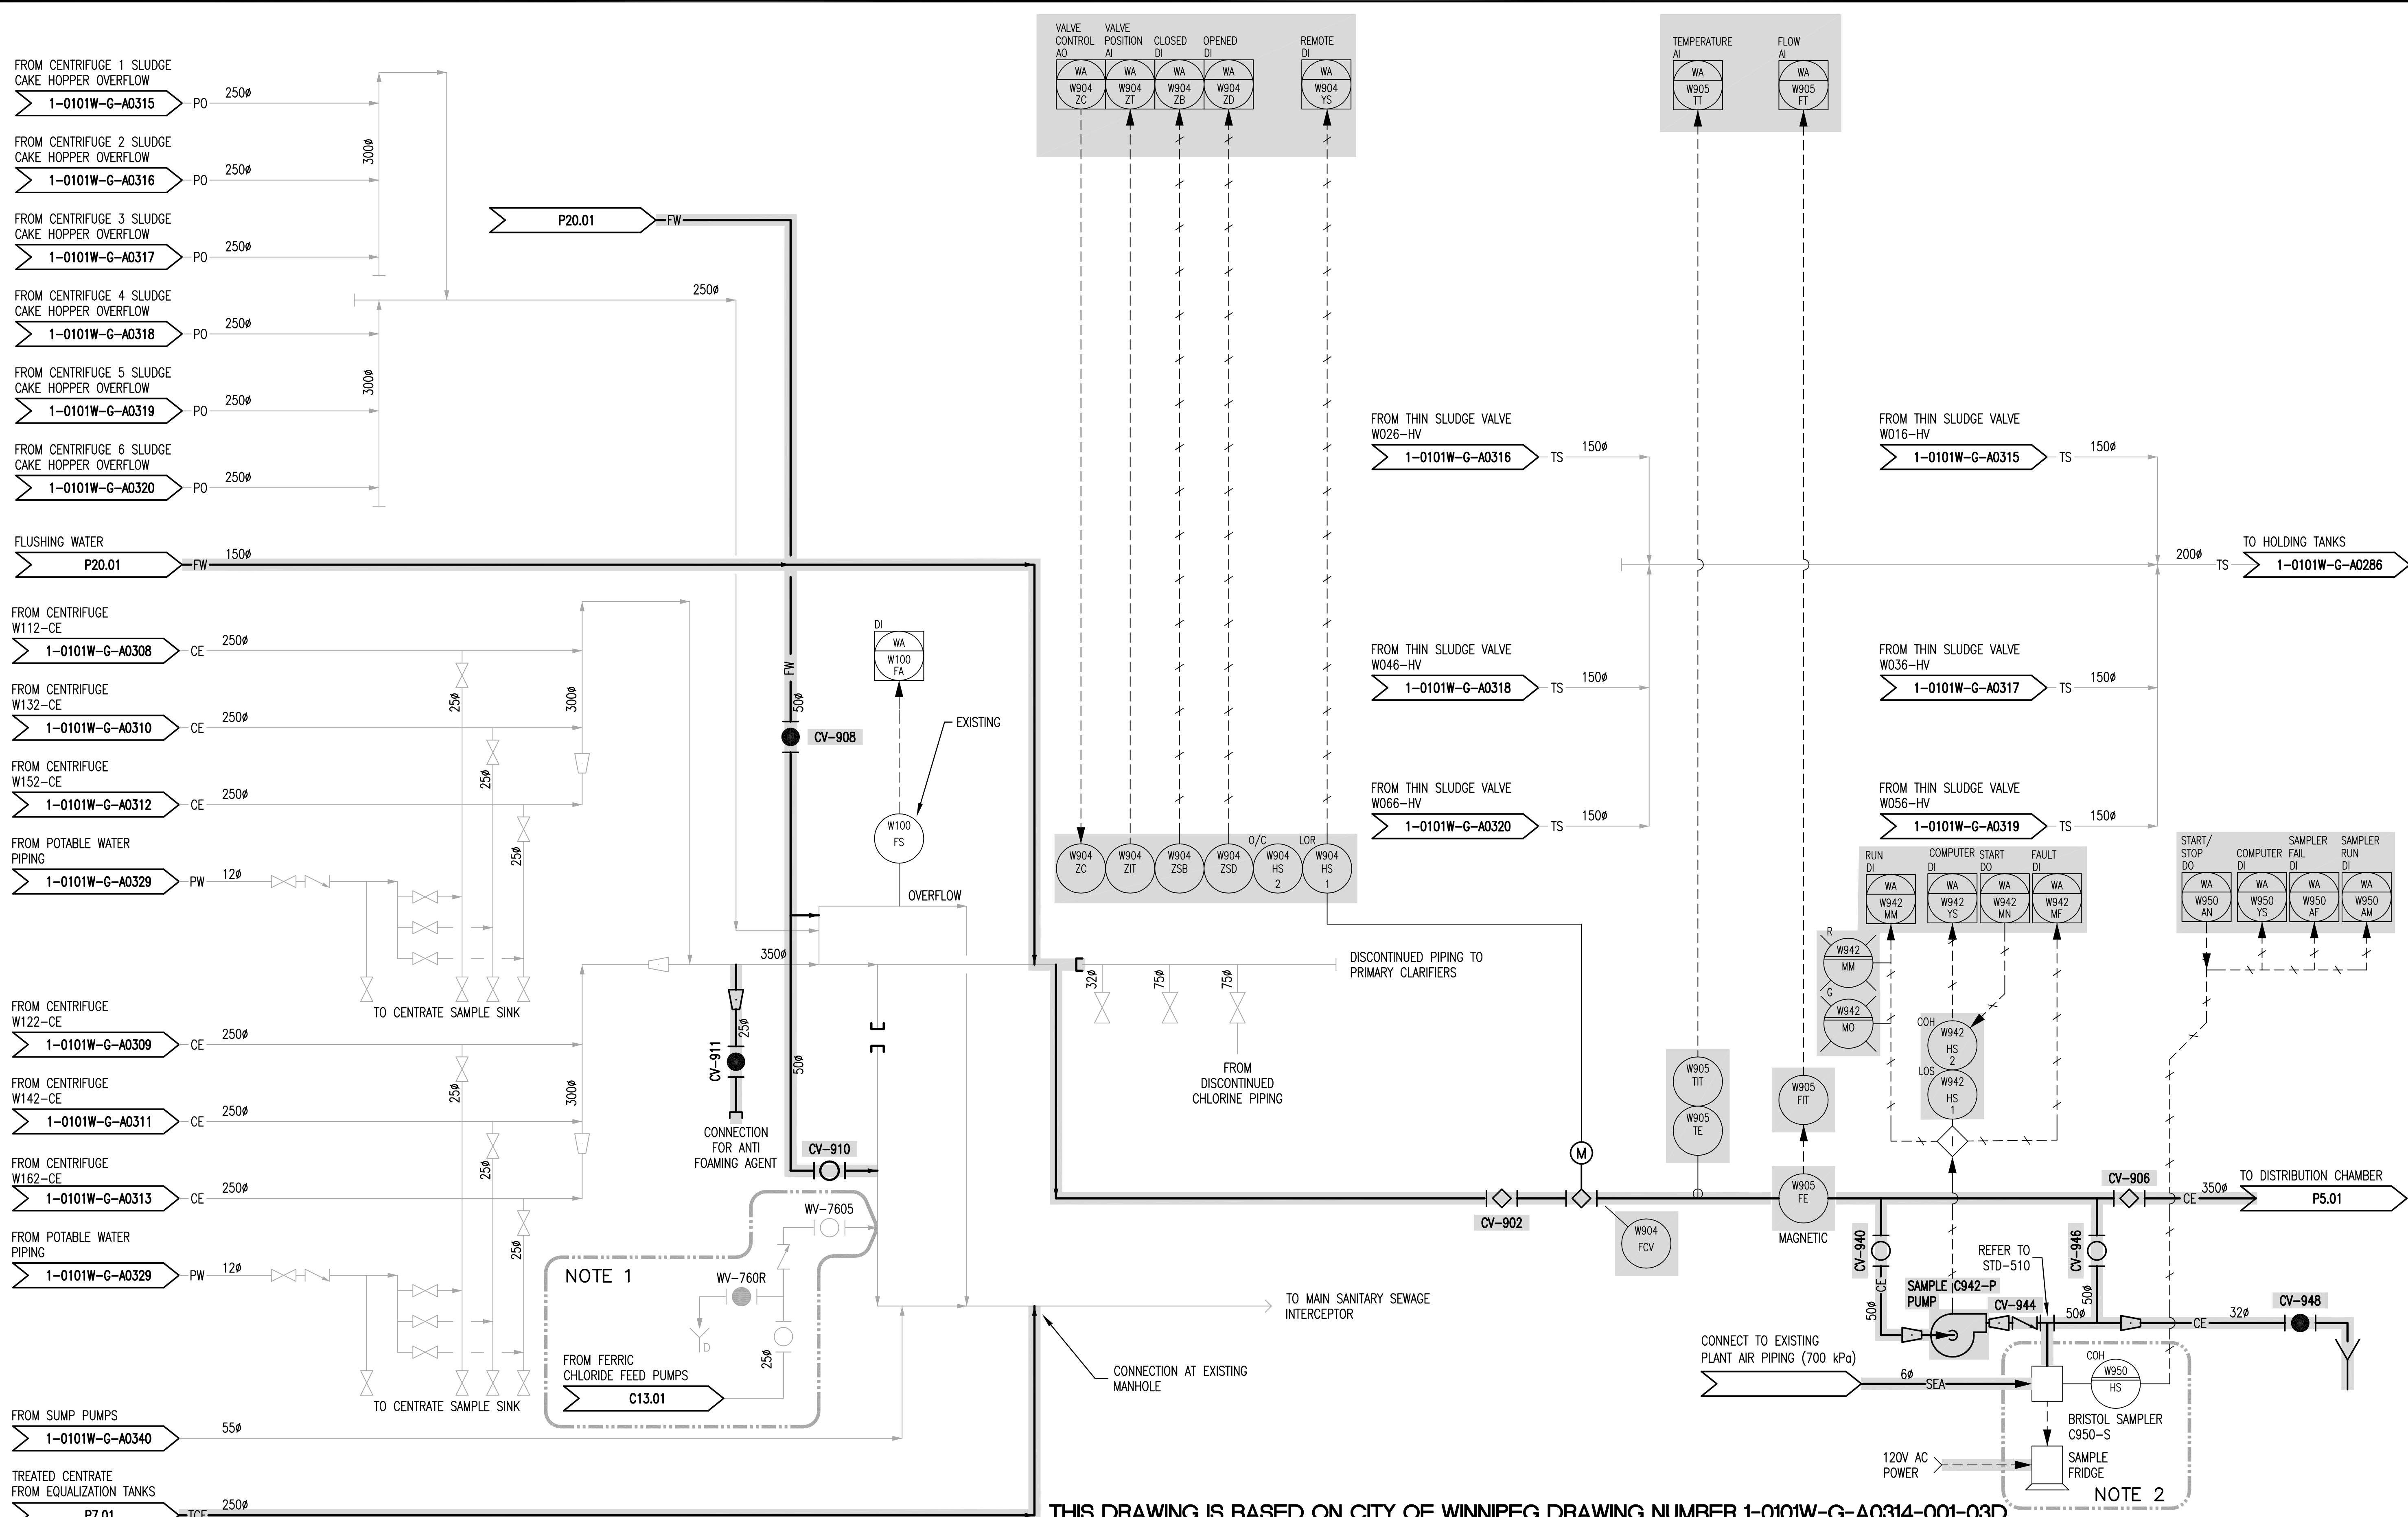 FROM CENTRIFUGE 1 SLUDGE
CAKE HOPPER OVERFLOW
1-0101W-G-A0315
PO
250ø
FROM CENTRIFUGE 2 SLUDGE
CAKE HOPPER OVERFLOW
1-0101W-G-A0316
PO
250ø
300ø
FROM CENTRIFUGE 3 SLUDGE
CAKE HOPPER OVERFLOW
1-0101W-G-A0317
PO
250ø
FROM CENTRIFUGE 4 SLUDGE
CAKE HOPPER OVERFLOW
1-0101W-G-A0318
PO
250ø
FROM CENTRIFUGE 5 SLUDGE
CAKE HOPPER OVERFLOW
1-0101W-G-A0319
PO
250ø
300ø
FROM CENTRIFUGE 6 SLUDGE
CAKE HOPPER OVERFLOW
1-0101W-G-A0320
PO
250ø
P20.01
FW
250ø
FLUSHING WATER
P20.01
FW
150ø
FROM CENTRIFUGE
W112-CE
1-0101W-G-A0308
CE
250ø
25ø
300ø
FROM CENTRIFUGE
W132-CE
1-0101W-G-A0310
CE
250ø
25ø
FROM CENTRIFUGE
W152-CE
1-0101W-G-A0312
CE
250ø
25ø
FROM POTABLE WATER
PIPING
1-0101W-G-A0329
PW
12ø
TO CENTRATE SAMPLE SINK
FROM CENTRIFUGE
W122-CE
1-0101W-G-A0309
CE
250ø
25ø
300ø
FROM CENTRIFUGE
W142-CE
1-0101W-G-A0311
CE
250ø
25ø
FROM CENTRIFUGE
W162-CE
1-0101W-G-A0313
CE
250ø
25ø
FROM POTABLE WATER
PIPING
1-0101W-G-A0329
PW
12ø
TO CENTRATE SAMPLE SINK
FROM SUMP PUMPS
1-0101W-G-A0340
55ø
TREATED CENTRATE
FROM EQUALIZATION TANKS
P7.01
TCE
250ø
FW
50ø
CV-908
DI
WA
W100
FA
EXISTING
W100
FS
OVERFLOW
350ø
CV-911
25ø
50ø
CONNECTION
FOR ANTI
FOAMING AGENT
CV-910
NOTE 1
WV-7605
WV-760R
D
25ø
FROM FERRIC
CHLORIDE FEED PUMPS
C13.01
TO MAIN SANITARY SEWAGE
INTERCEPTOR
CONNECTION AT EXISTING
MANHOLE
32ø
75ø
75ø
DISCONTINUED PIPING TO
PRIMARY CLARIFIERS
FROM
DISCONTINUED
CHLORINE PIPING
VALVE
CONTROL
AO
WA
W904
ZC
VALVE
POSITION
AI
WA
W904
ZT
CLOSED
DI
WA
W904
ZB
OPENED
DI
WA
W904
ZD
REMOTE
DI
WA
W904
YS
W904
ZC
W904
ZIT
W904
ZSB
W904
ZSD
O/C
W904
HS
2
LOR
W904
HS
1
TEMPERATURE
AI
WA
W905
TT
FLOW
AI
WA
W905
FT
FROM THIN SLUDGE VALVE
W026-HV
1-0101W-G-A0316
TS
150ø
FROM THIN SLUDGE VALVE
W016-HV
1-0101W-G-A0315
TS
150ø
TO HOLDING TANKS
200ø
TS
1-0101W-G-A0286
FROM THIN SLUDGE VALVE
W046-HV
1-0101W-G-A0318
TS
150ø
FROM THIN SLUDGE VALVE
W036-HV
1-0101W-G-A0317
TS
150ø
FROM THIN SLUDGE VALVE
W066-HV
1-0101W-G-A0320
TS
150ø
FROM THIN SLUDGE VALVE
W056-HV
1-0101W-G-A0319
TS
150ø
RUN
DI
WA
W942
MM
COMPUTER
DI
WA
W942
YS
START
DO
WA
W942
MN
FAULT
DI
WA
W942
MF
START/
STOP
DO
WA
W950
AN
COMPUTER
DI
WA
W950
YS
SAMPLER
FAIL
DI
WA
W950
AF
SAMPLER
RUN
DI
WA
W950
AM
R
W942
MM
G
W942
MO
COH
W942
HS
2
LOS
W942
HS
1
W905
TIT
W905
TE
W905
FIT
W905
FE
MAGNETIC
M
CV-902
W904
FCV
CV-906
CE
350ø
TO DISTRIBUTION CHAMBER
P5.01
CV-940
CE
50ø
SAMPLE C942-P
PUMP
REFER TO
STD-510
CV-944
50ø
CV-946
50ø
CE
32ø
CV-948
CONNECT TO EXISTING
PLANT AIR PIPING (700 kPa)
6ø
SEA
COH
W950
HS
BRISTOL SAMPLER
C950-S
120V AC
POWER
SAMPLE
FRIDGE
NOTE 2
THIS DRAWING IS BASED ON CITY OF WINNIPEG DRAWING NUMBER 1-0101W-G-A0314-001-03D